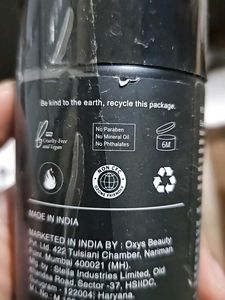 Be kind to the earth, recycle this package.
Cruelty-Free
and Vegan
No Paraben
No Mineral Oil
No Phthalates
6M
NON CFC
MADE IN INDIA
MARKETED IN INDIA BY : Oxys Beauty
Pvt. Ltd. 422 Tulsiani Chamber, Nariman
Point, Mumbai 400021 (MH).
by : Stella Industries Limited, Old
Road, Sector -37, HSIIDC,
122004; Haryana.